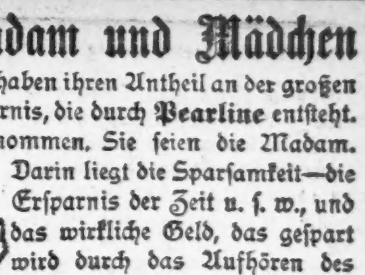 adam und Mädchen
haben ihren Antheil an der großen
rnis, die durch Pearline entsteht.
nommen. Sie seien die Madam.
Darin liegt die Sparsamkeit—die
Ersparnis der Zeit u. s. w., und
das wirkliche Geld, das gespart
wird durch das Aufhören des